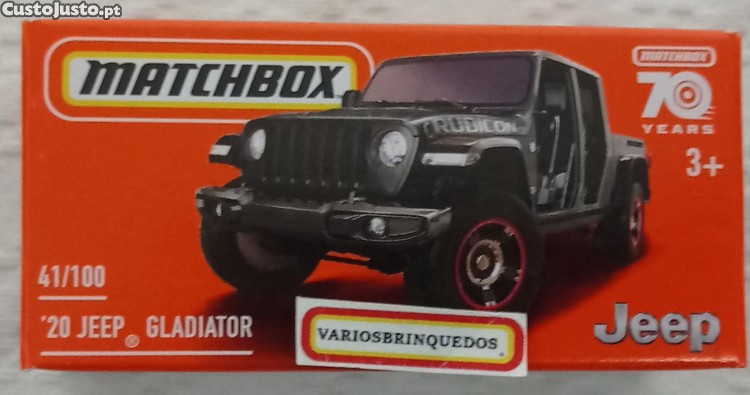 CustoJusto.pt
MATCHBOX
MATCHBOX
70
YEARS
3+
RUBICON
41/100
'20 JEEP® GLADIATOR
VARIOSBRINQUEDOS
Jeep